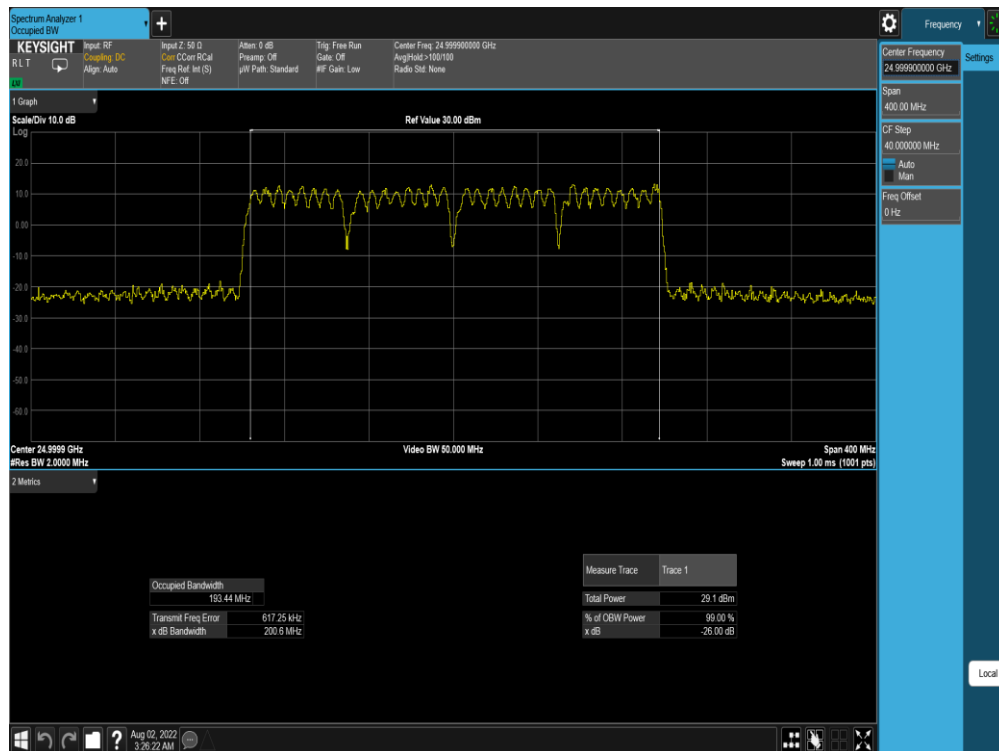 Spectrum Analyzer 1
Occupied BW
+
Frequency
KEYSIGHT
R L T
LXI
Input: RF
Coupling: DC
Align: Auto
Input Z: 50 Ω
Corr CCorr RCal
Freq Ref: Int (S)
NFE: Off
Atten: 0 dB
Preamp: Off
µW Path: Standard
Trig: Free Run
Gate: Off
#IF Gain: Low
Center Freq: 24.999900000 GHz
Avg|Hold:>100/100
Radio Std: None
Center Frequency
24.999900000 GHz
Settings
Span
400.00 MHz
CF Step
40.000000 MHz
Auto
Man
Freq Offset
0 Hz
1 Graph
Scale/Div 10.0 dB
Ref Value 30.00 dBm
Log
20.0
10.0
0.00
-10.0
-20.0
-30.0
-40.0
-50.0
-60.0
Center 24.9999 GHz
Video BW 50.000 MHz
Span 400 MHz
#Res BW 2.0000 MHz
Sweep 1.00 ms (1001 pts)
2 Metrics
Measure Trace Trace 1
Occupied Bandwidth
193.44 MHz
Total Power 29.1 dBm
Transmit Freq Error 617.25 kHz
% of OBW Power 99.00 %
x dB Bandwidth 200.6 MHz
x dB -26.00 dB
Local
?
Aug 02, 2022
3:26:22 AM